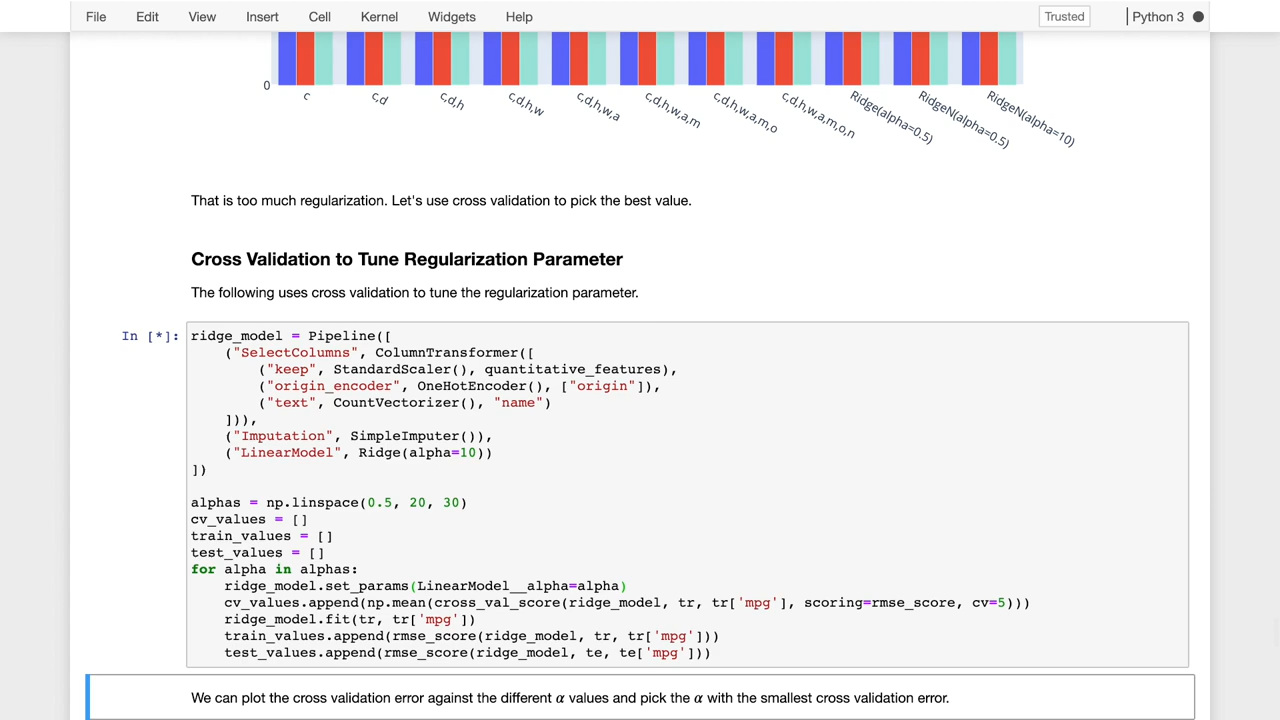 File Edit View Insert Cell Kernel Widgets Help Trusted Python 3
0
c c,d c,d,h c,d,h,w c,d,h,w,a c,d,h,w,a,m c,d,h,w,a,m,o c,d,h,w,a,m,o,n Ridge(alpha=0.5) RidgeN(alpha=0.5) RidgeN(alpha=10)
That is too much regularization. Let's use cross validation to pick the best value.
Cross Validation to Tune Regularization Parameter
The following uses cross validation to tune the regularization parameter.
In [*]: ridge_model = Pipeline([
("SelectColumns", ColumnTransformer([
("keep", StandardScaler(), quantitative_features),
("origin_encoder", OneHotEncoder(), ["origin"]),
("text", CountVectorizer(), "name")
])),
("Imputation", SimpleImputer()),
("LinearModel", Ridge(alpha=10))
])
alphas = np.linspace(0.5, 20, 30)
cv_values = []
train_values = []
test_values = []
for alpha in alphas:
ridge_model.set_params(LinearModel__alpha=alpha)
cv_values.append(np.mean(cross_val_score(ridge_model, tr, tr['mpg'], scoring=rmse_score, cv=5)))
ridge_model.fit(tr, tr['mpg'])
train_values.append(rmse_score(ridge_model, tr, tr['mpg']))
test_values.append(rmse_score(ridge_model, te, te['mpg']))
We can plot the cross validation error against the different α values and pick the α with the smallest cross validation error.